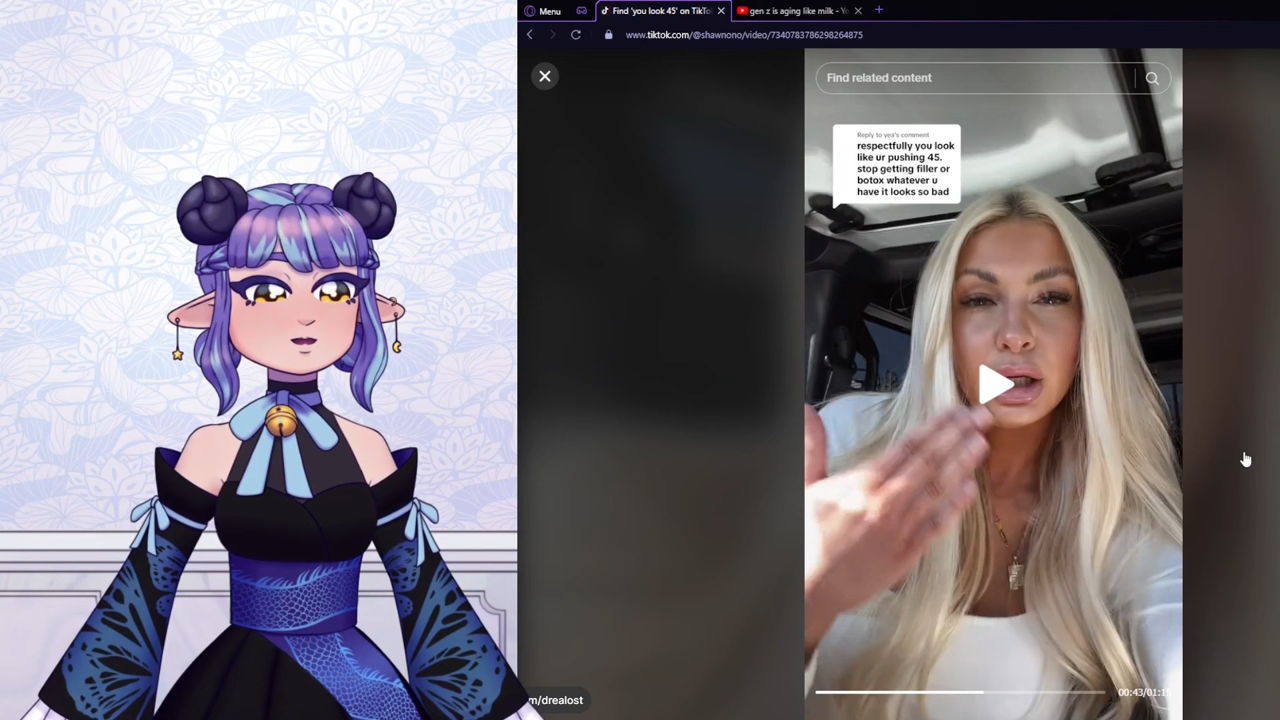 Menu
Find 'you look 45' on TikTo
gen z is aging like milk - Yo
www.tiktok.com/@shawnono/video/7340783786298264875
Find related content
Reply to yea's comment
respectfully you look
like ur pushing 45.
stop getting filler or
botox whatever u
have it looks so bad
00:43/01:15
m/drealost